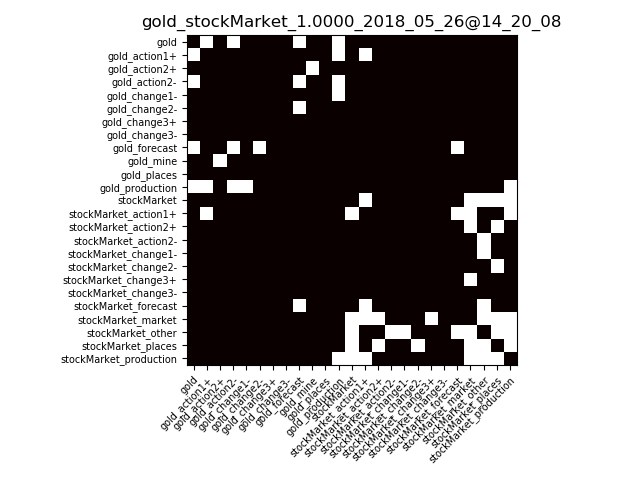 gold_stockMarket_1.0000_2018_05_26@14_20_08
gold
gold_action1+
gold_action2+
gold_action2-
gold_change1-
gold_change2-
gold_change3+
gold_change3-
gold_forecast
gold_mine
gold_places
gold_production
stockMarket
stockMarket_action1+
stockMarket_action2+
stockMarket_action2-
stockMarket_change1-
stockMarket_change2-
stockMarket_change3+
stockMarket_change3-
stockMarket_forecast
stockMarket_market
stockMarket_other
stockMarket_places
stockMarket_production
gold
gold_action1+
gold_action2+
gold_action2-
gold_change1-
gold_change2-
gold_change3+
gold_change3-
gold_forecast
gold_mine
gold_places
gold_production
stockMarket
stockMarket_action1+
stockMarket_action2+
stockMarket_action2-
stockMarket_change1-
stockMarket_change2-
stockMarket_change3+
stockMarket_change3-
stockMarket_forecast
stockMarket_market
stockMarket_other
stockMarket_places
stockMarket_production